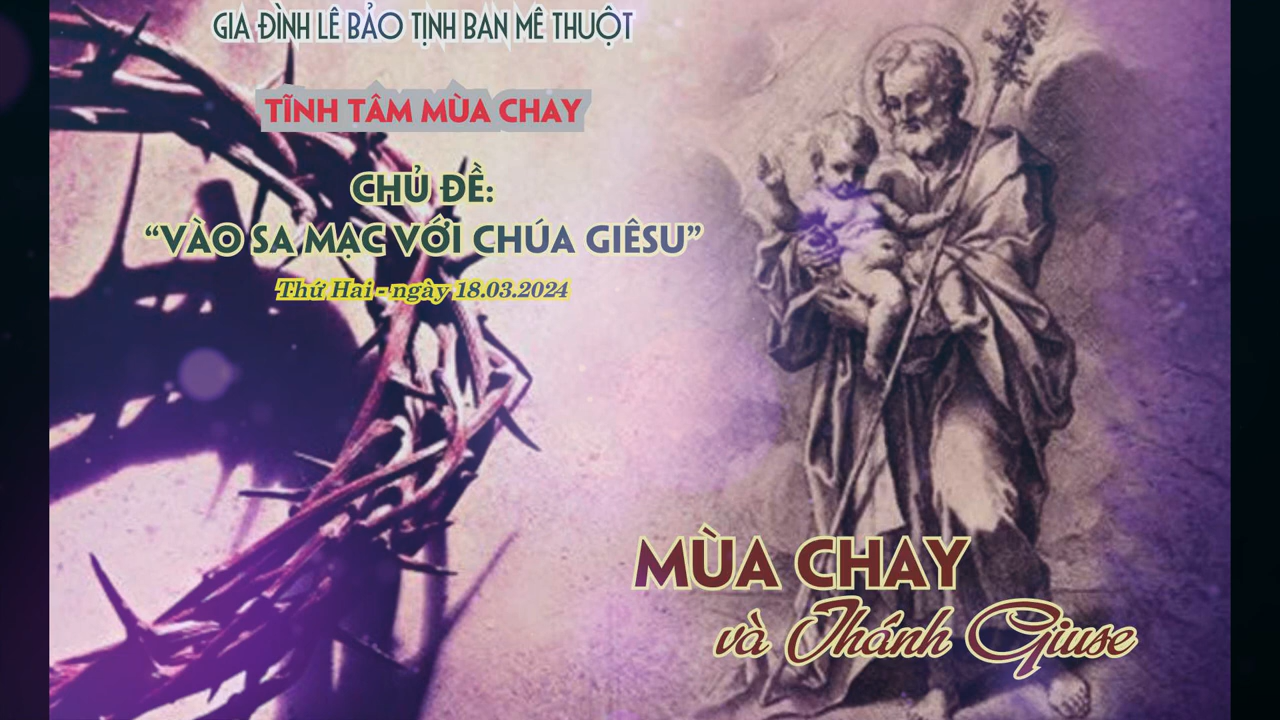 GIA ĐÌNH LÊ BẢO TỊNH BAN MÊ THUỘT
TĨNH TÂM MÙA CHAY
CHỦ ĐỀ:
“VÀO SA MẠC VỚI CHÚA GIÊSU”
Thứ Hai - ngày 18.03.2024
MÙA CHAY
và Thánh Giuse